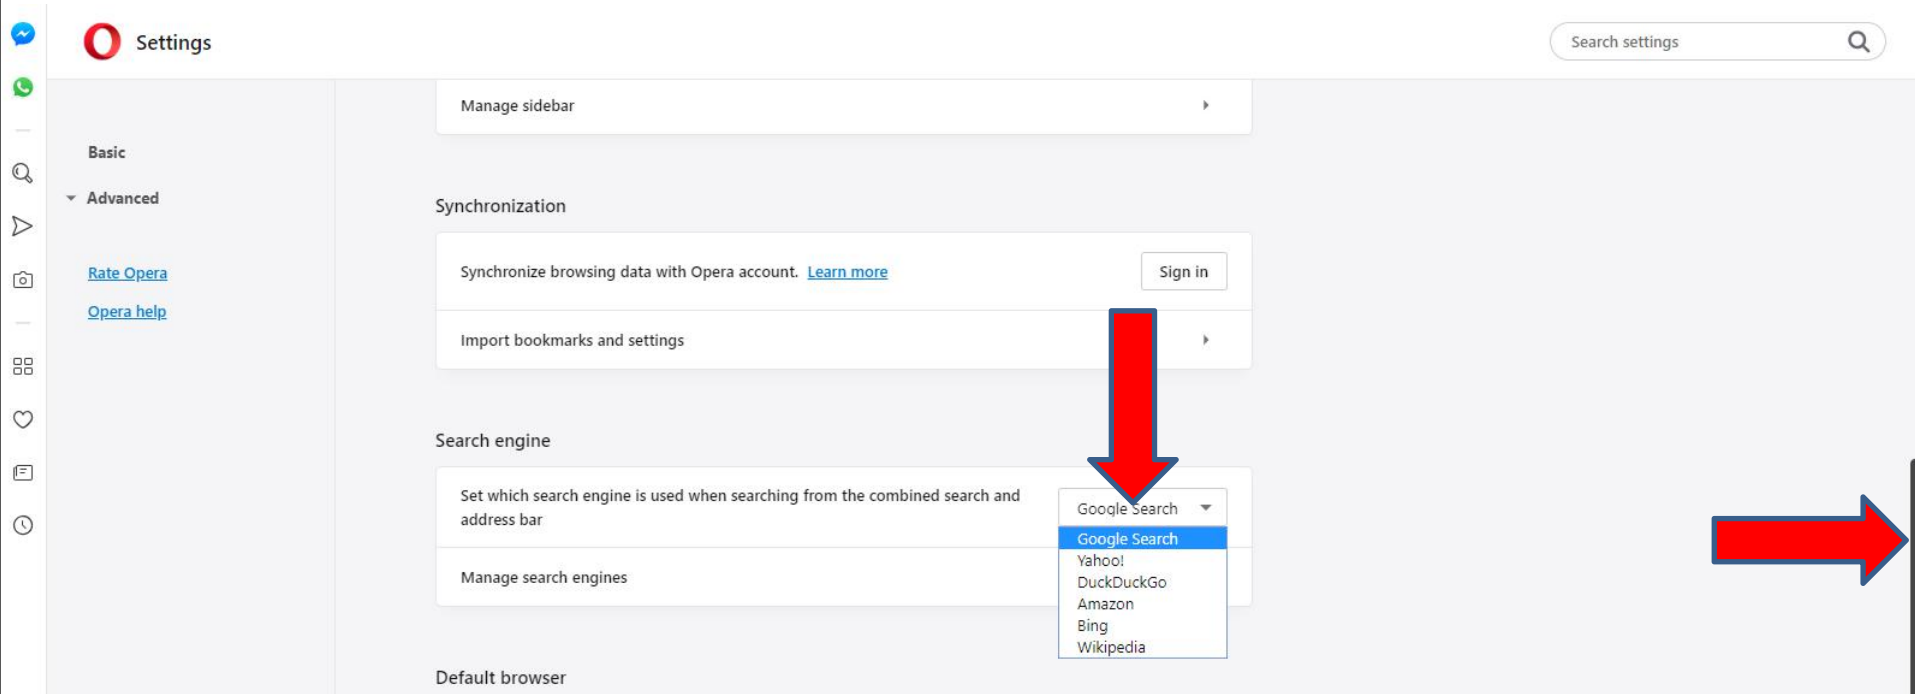 Settings
Search settings
Manage sidebar
Basic
Advanced
Rate Opera
Opera help
Synchronization
Synchronize browsing data with Opera account. Learn more
Sign in
Import bookmarks and settings
Search engine
Set which search engine is used when searching from the combined search and
address bar
Google Search
Google Search
Yahoo!
DuckDuckGo
Amazon
Bing
Wikipedia
Manage search engines
Default browser